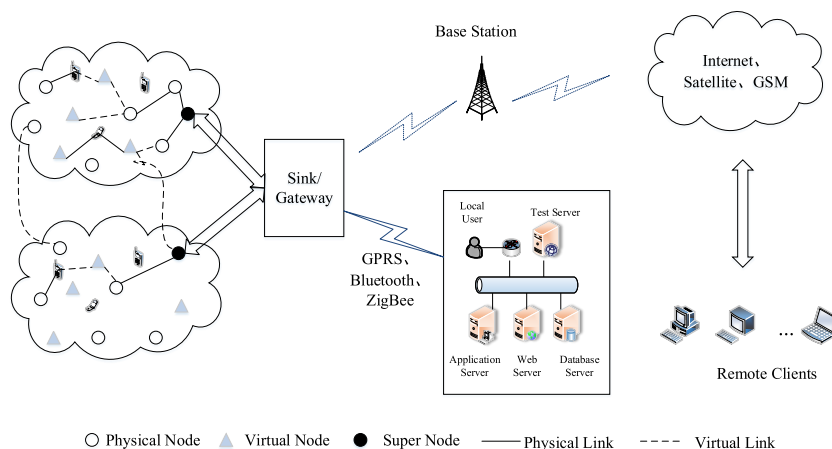 Base Station
Internet、
Satellite、GSM
Sink/
Gateway
Local
User
Test Server
GPRS、
Bluetooth、
ZigBee
Application
Server
Web
Server
Database
Server
...
Remote Clients
Physical Node
Virtual Node
Super Node
Physical Link
Virtual Link